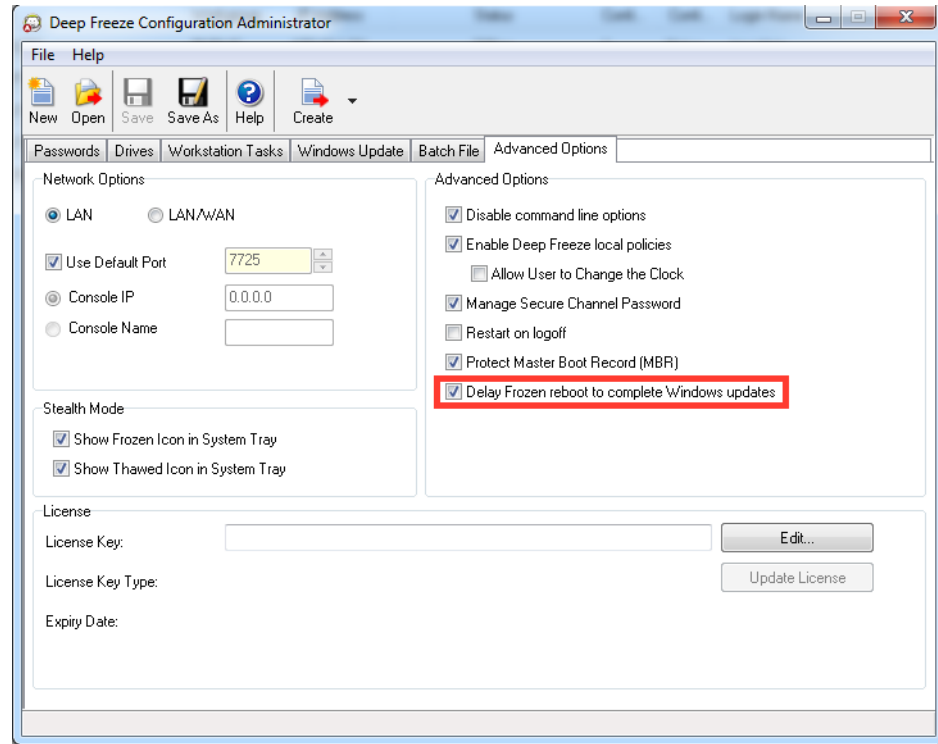 Deep Freeze Configuration Administrator
File Help
New Open Save Save As Help Create
Passwords Drives Workstation Tasks Windows Update Batch File Advanced Options
Network Options
LAN LAN/WAN
Use Default Port 7725
Console IP 0.0.0.0
Console Name
Stealth Mode
Show Frozen Icon in System Tray
Show Thawed Icon in System Tray
Advanced Options
Disable command line options
Enable Deep Freeze local policies
Allow User to Change the Clock
Manage Secure Channel Password
Restart on logoff
Protect Master Boot Record (MBR)
Delay Frozen reboot to complete Windows updates
License
License Key: Edit...
License Key Type: Update License
Expiry Date: